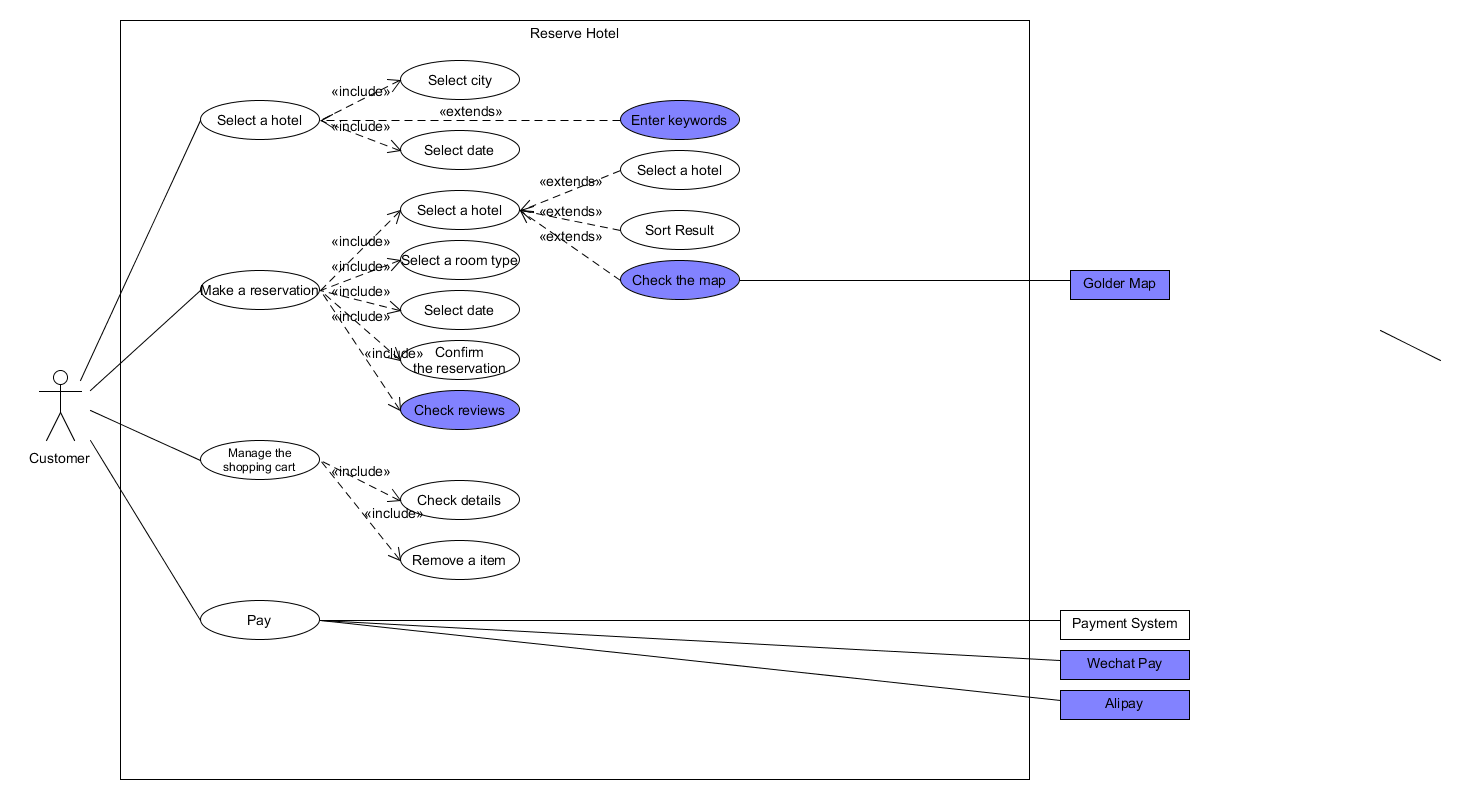 Reserve Hotel
Select city
«include»
«extends»
Select a hotel
Enter keywords
«include»
Select date
Select a hotel
«extends»
Select a hotel
«extends»
Sort Result
«include»
«extends»
Select a room type
«include»
Check the map
Golder Map
Make a reservation
«include»
Select date
«include»
Confirm
the reservation
«include»
Check reviews
Customer
Manage the
shopping cart
«include»
Check details
«include»
Remove a item
Pay
Payment System
Wechat Pay
Alipay